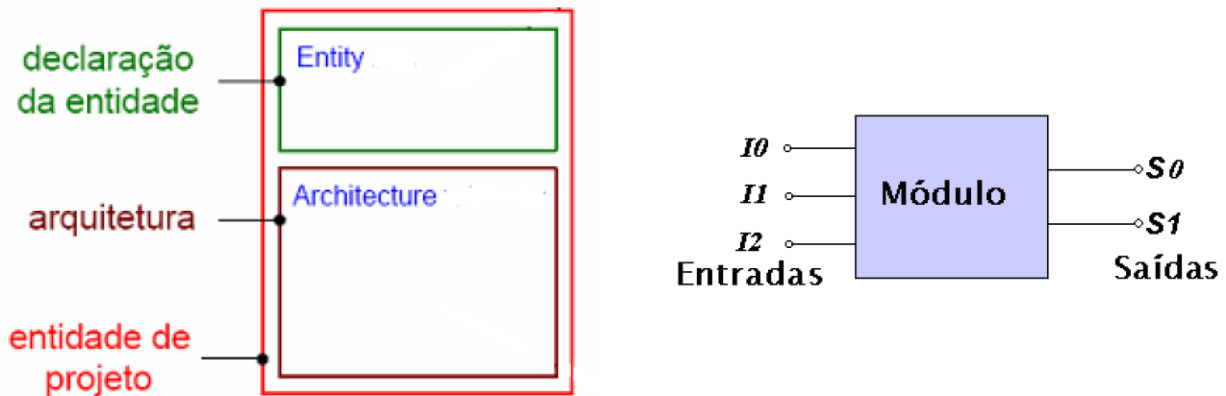 declaração
da entidade
Entity
arquitetura
Architecture
entidade de
projeto
I0
I1
I2
Entradas
Módulo
S0
S1
Saídas